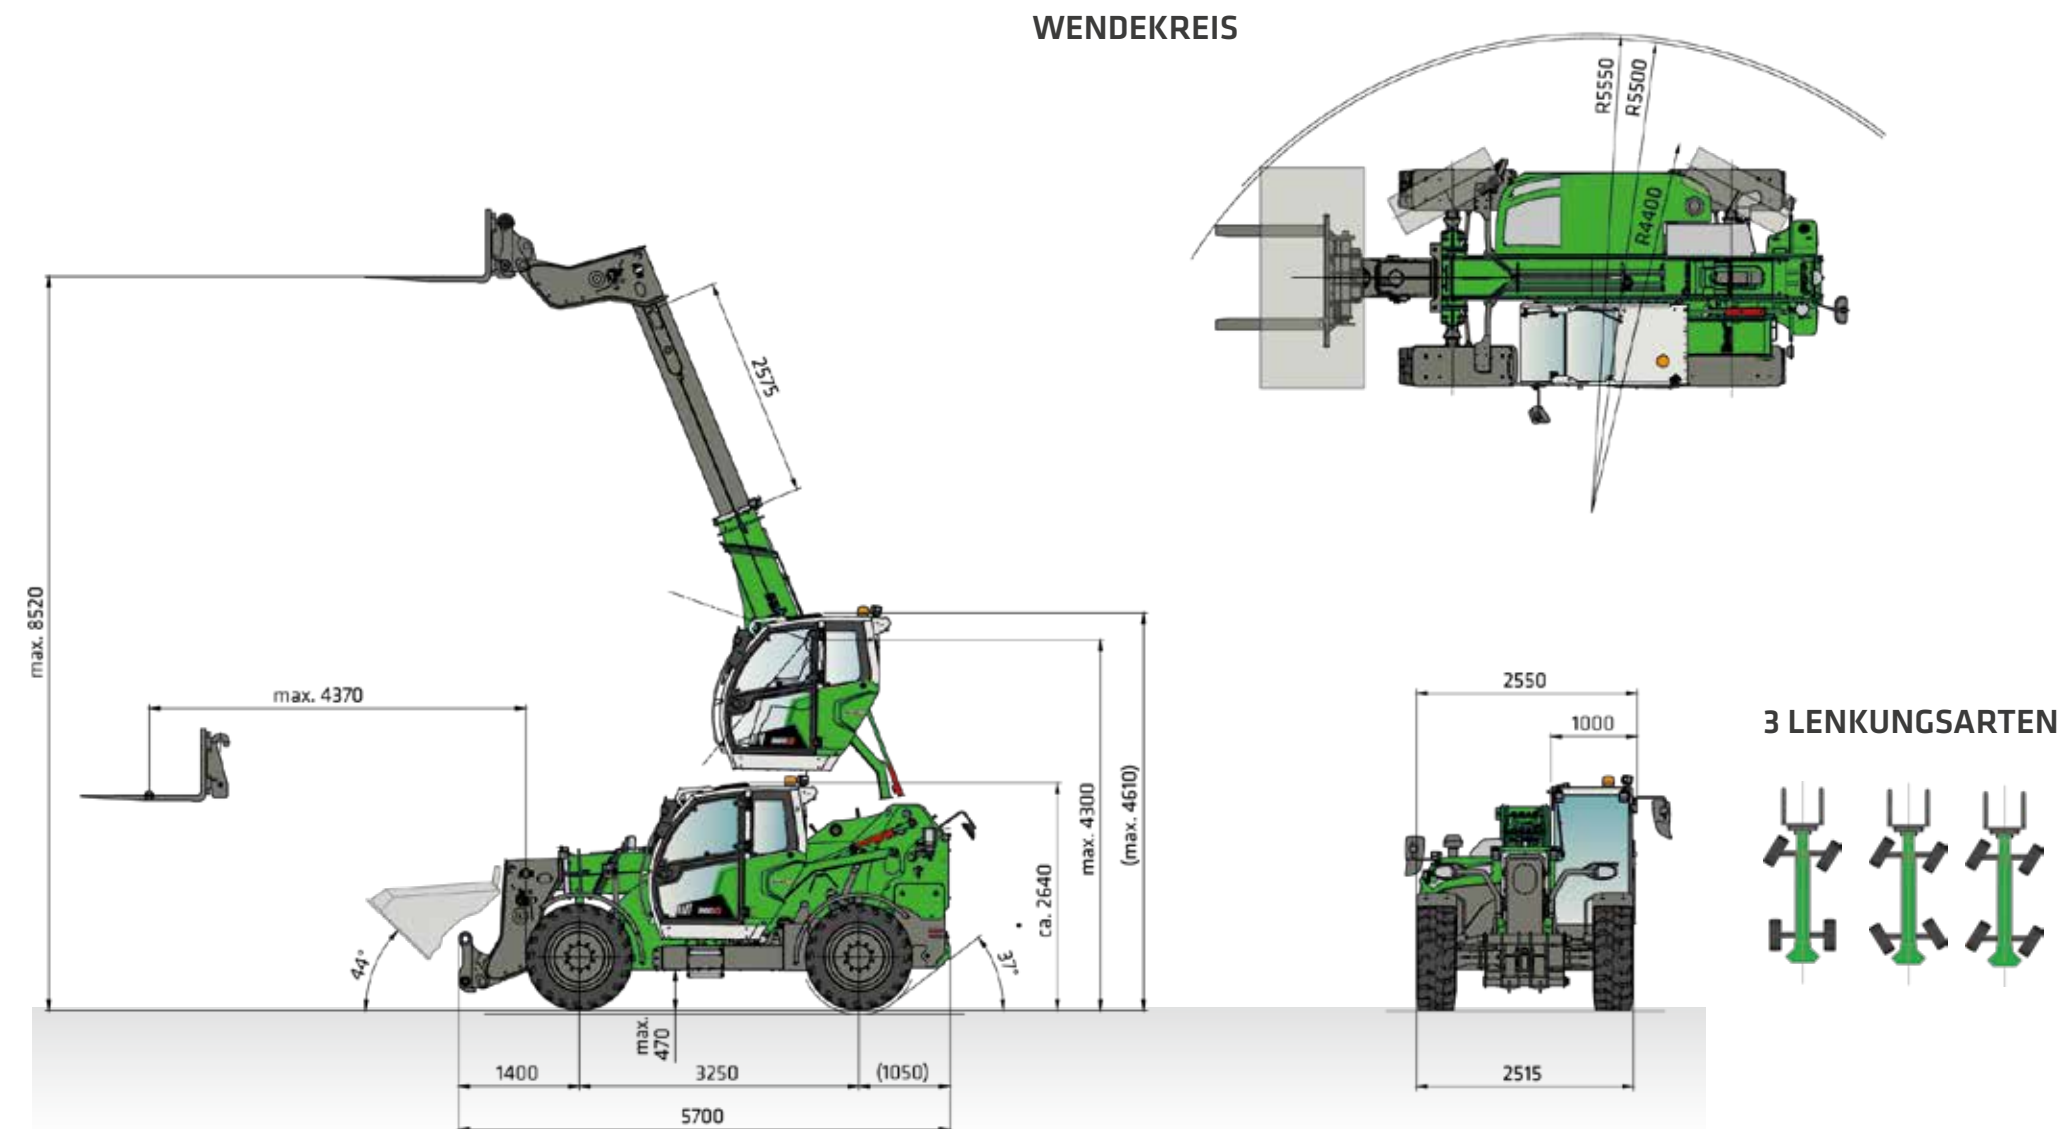 WENDEKREIS
R5550
R5500
R4400
2575
max. 8520
max. 4370
max. 4300
(max. 4610)
ca. 2640
44°
37°
max.
470
1400
3250
(1050)
5700
2550
1000
2515
3 LENKUNGSARTEN